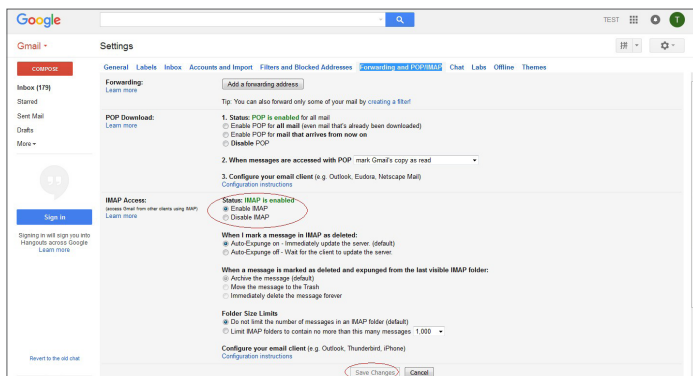 Google
TEST
T
Gmail
Settings
拼
COMPOSE
General Labels Inbox Accounts and Import Filters and Blocked Addresses Forwarding and POP/IMAP Chat Labs Offline Themes
Inbox (179)
Starred
Sent Mail
Drafts
More
Sign in
Signing in will sign you into
Hangouts across Google
Learn more
Revert to the old chat
Forwarding:
Learn more
Add a forwarding address
Tip: You can also forward only some of your mail by creating a filter!
POP Download:
Learn more
1. Status: POP is enabled for all mail
Enable POP for all mail (even mail that's already been downloaded)
Enable POP for mail that arrives from now on
Disable POP
2. When messages are accessed with POP mark Gmail's copy as read
3. Configure your email client (e.g. Outlook, Eudora, Netscape Mail)
Configuration instructions
IMAP Access:
(access Gmail from other clients using IMAP)
Learn more
Status: IMAP is enabled
Enable IMAP
Disable IMAP
When I mark a message in IMAP as deleted:
Auto-Expunge on - Immediately update the server. (default)
Auto-Expunge off - Wait for the client to update the server.
When a message is marked as deleted and expunged from the last visible IMAP folder:
Archive the message (default)
Move the message to the Trash
Immediately delete the message forever
Folder Size Limits
Do not limit the number of messages in an IMAP folder (default)
Limit IMAP folders to contain no more than this many messages 1,000
Configure your email client (e.g. Outlook, Thunderbird, iPhone)
Configuration instructions
Save Changes Cancel